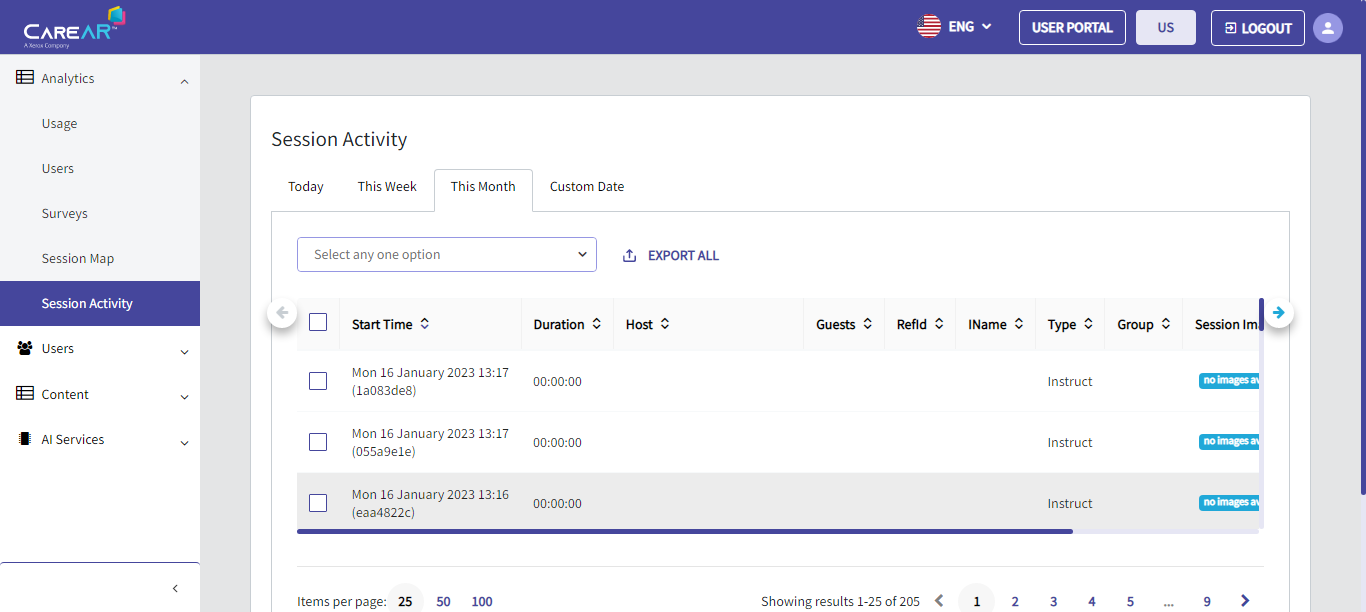 CAREAR™
A Xerox Company
ENG
USER PORTAL
US
LOGOUT
Analytics
Usage
Users
Surveys
Session Map
Session Activity
Users
Content
AI Services
Session Activity
Today This Week This Month Custom Date
Select any one option
EXPORT ALL
Start Time Duration Host Guests RefId IName Type Group Session Im
Mon 16 January 2023 13:17
(1a083de8)
00:00:00 Instruct no images av
Mon 16 January 2023 13:17
(055a9e1e)
00:00:00 Instruct no images av
Mon 16 January 2023 13:16
(eaa4822c)
00:00:00 Instruct no images av
Items per page: 25 50 100
Showing results 1-25 of 205 1 2 3 4 5 ... 9